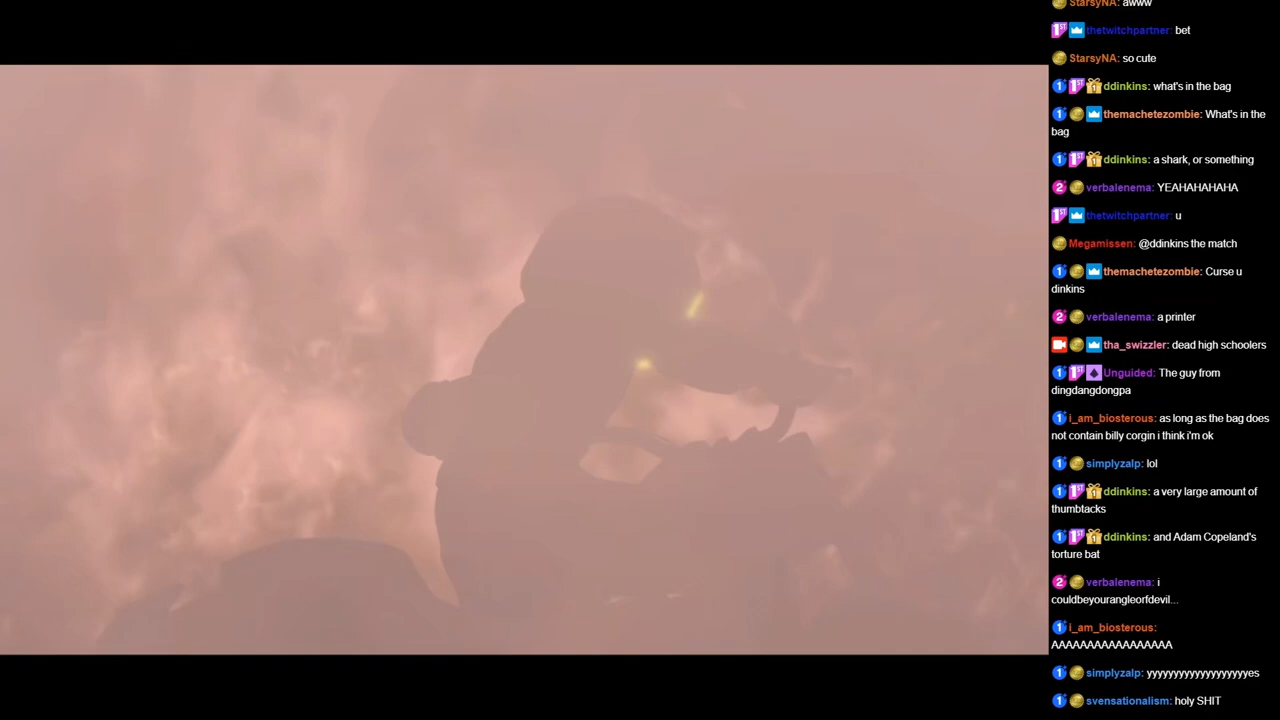 StarsyNA: awww
thetwitchpartner: bet
StarsyNA: so cute
ddinkins: what's in the bag
themachetezombie: What's in the
bag
ddinkins: a shark, or something
verbalenema: YEAHAHAHAHA
thetwitchpartner: u
Megamissen: @ddinkins the match
themachetezombie: Curse u
dinkins
verbalenema: a printer
tha_swizzler: dead high schoolers
Unguided: The guy from
dingdangdongpa
i_am_biosterous: as long as the bag does
not contain billy corgin i think i'm ok
simplyzalp: lol
ddinkins: a very large amount of
thumbtacks
ddinkins: and Adam Copeland's
torture bat
verbalenema: i
couldbeyourangleorfdevil...
i_am_biosterous:
AAAAAAAAAAAAAAAAA
simplyzalp: yyyyyyyyyyyyyyyyyyes
svensationalism: holy SHIT